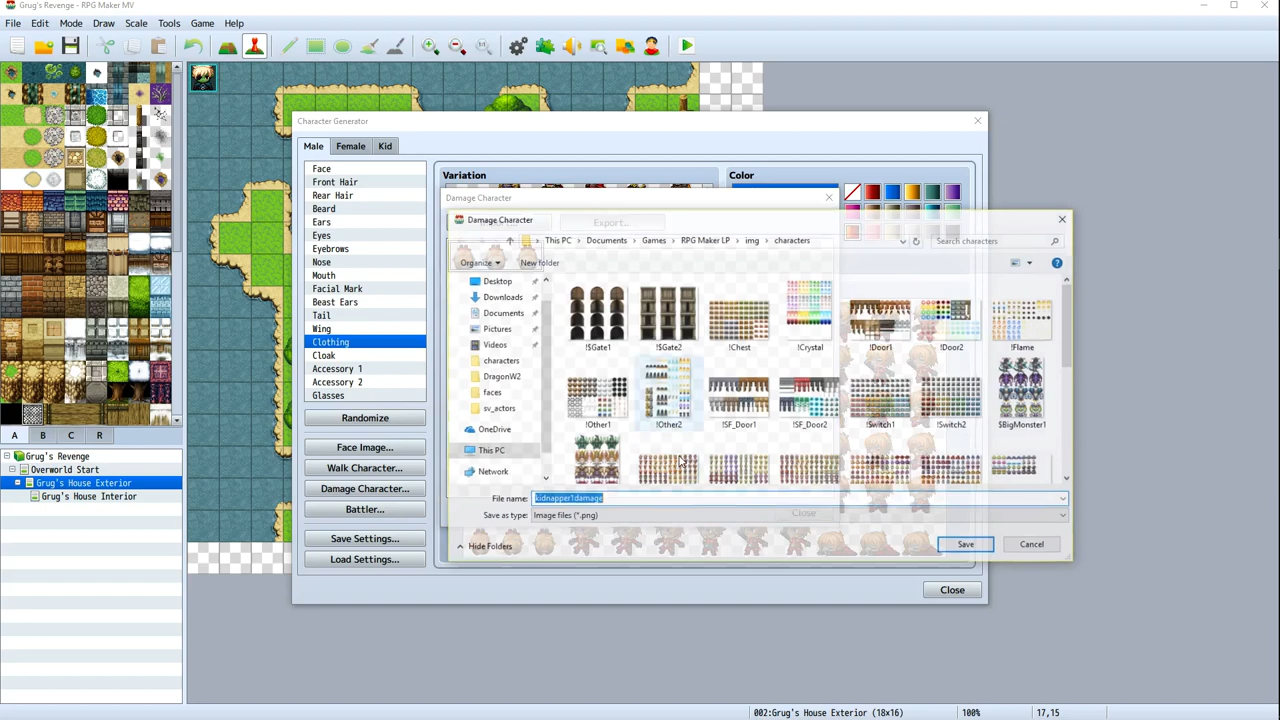 Grug's Revenge - RPG Maker MV
File Edit Mode Draw Scale Tools Game Help
Character Generator
Male Female Kid
Face
Front Hair
Rear Hair
Beard
Ears
Eyes
Eyebrows
Nose
Mouth
Facial Mark
Beast Ears
Tail
Wing
Clothing
Cloak
Accessory 1
Accessory 2
Glasses
Randomize
Face Image...
Walk Character...
Damage Character...
Battler...
Save Settings...
Load Settings...
Variation
Color
Damage Character
Export...
Close
Damage Character
This PC Documents Games RPG Maker LP img characters
Search characters
Organize New folder
Desktop
Downloads
Documents
Pictures
Videos
characters
DragonW2
faces
sv_actors
OneDrive
This PC
Network
!$Gate1 !$Gate2 !Chest !Crystal !Door1 !Door2 !Flame
!Other1 !Other2 !SF_Door1 !SF_Door2 !Switch1 !Switch2 $BigMonster1
File name: kidnapper1damage
Save as type: Image files (*.png)
Hide Folders
Save Cancel
Close
A B C R
Grug's Revenge
Overworld Start
Grug's House Exterior
Grug's House Interior
002:Grug's House Exterior (18x16) 100% 17,15